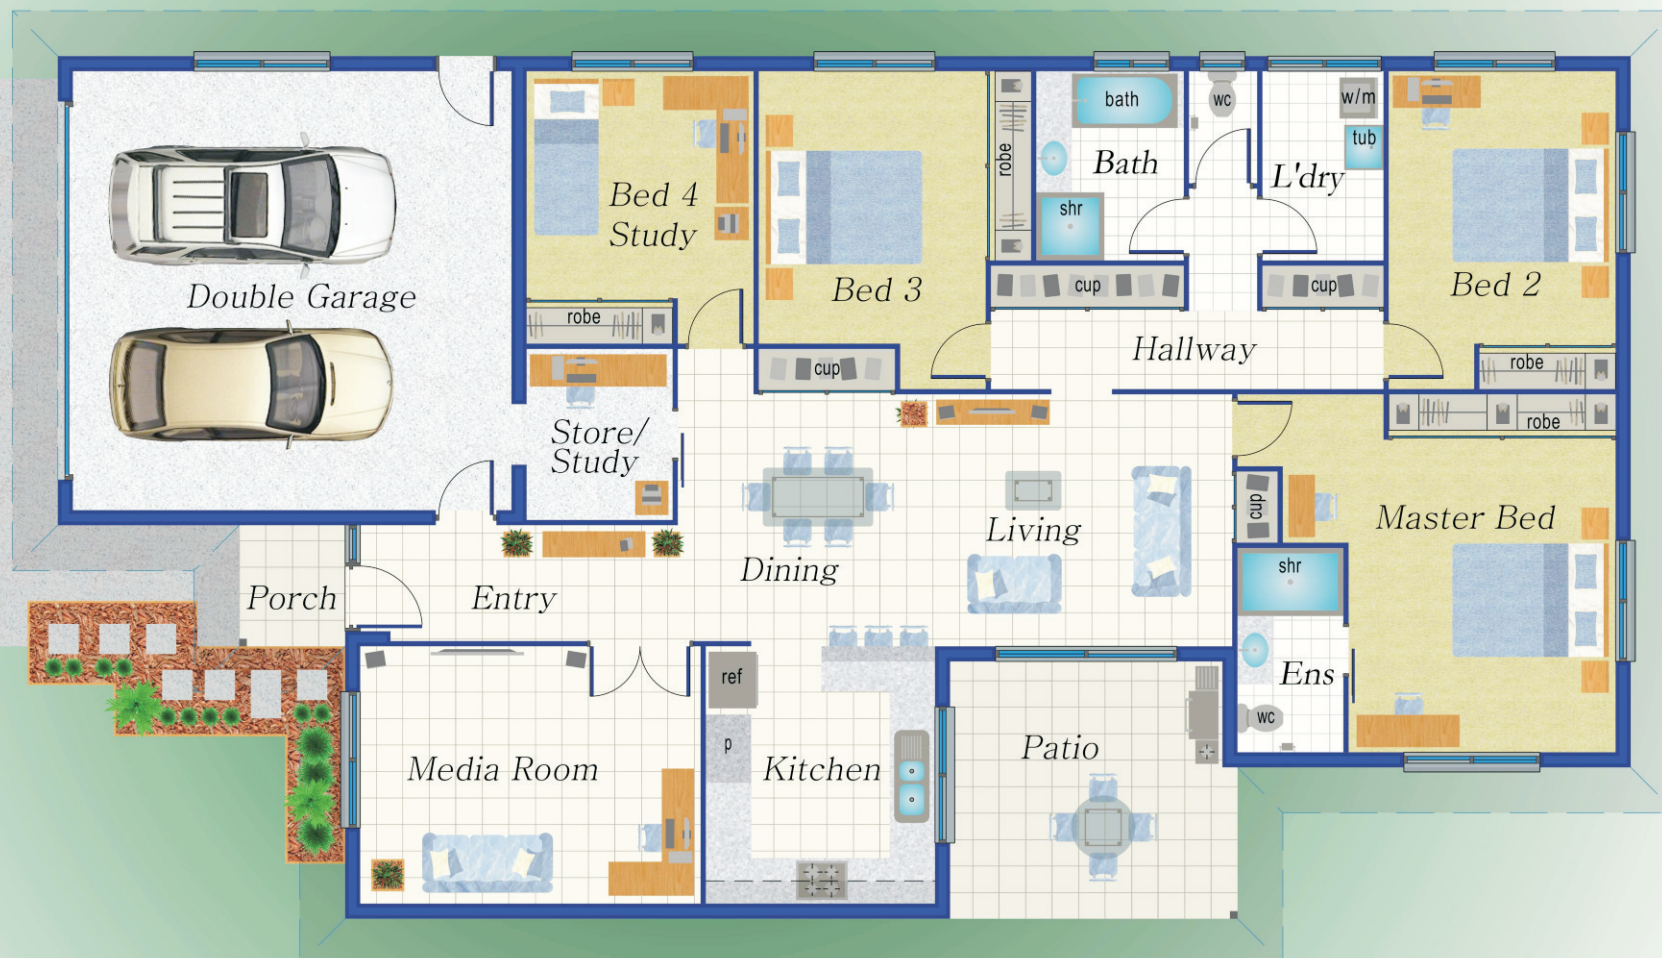 bath
wc
w/m
tub
Bath
L'dry
robe
Bed 4
Study
shr
Double Garage
Bed 3
cup
cup
Bed 2
robe
Hallway
cup
robe
robe
Store/
Study
cup
Master Bed
Living
Dining
shr
Porch
Entry
ref
Ens
wc
p
Patio
Media Room
Kitchen